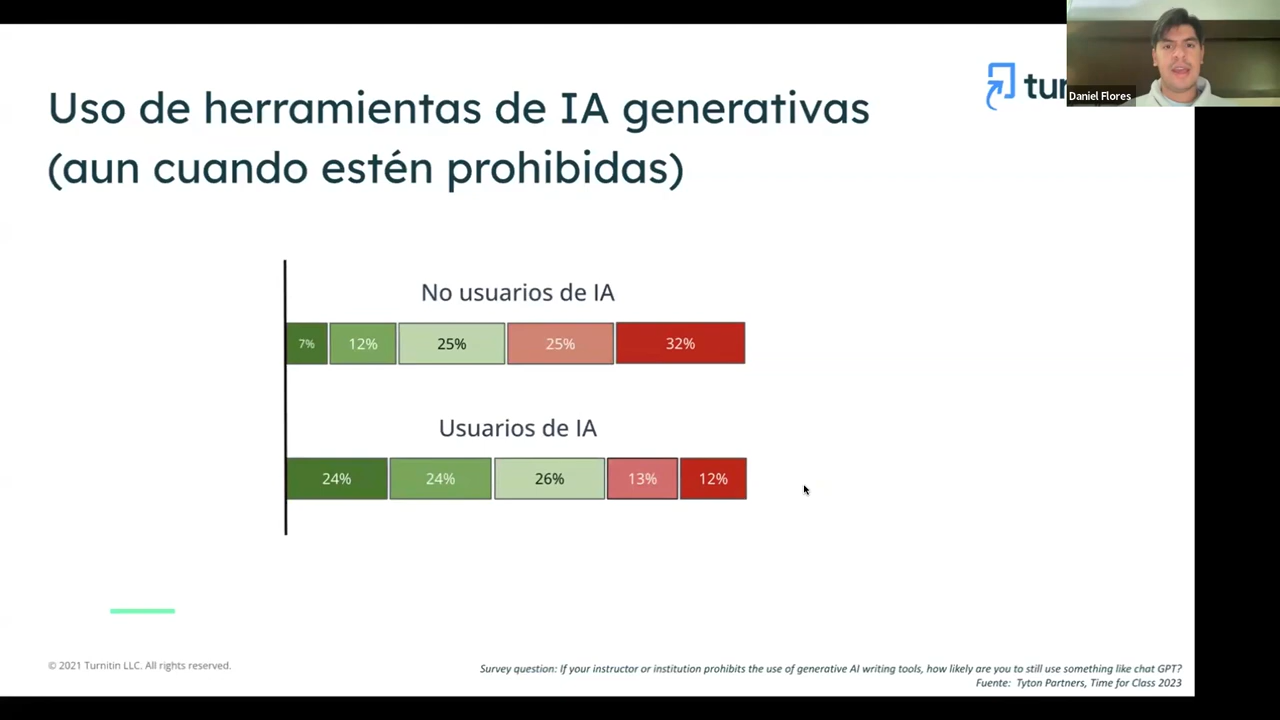 Uso de herramientas de IA generativas
(aun cuando estén prohibidas)
tur
Daniel Flores
No usuarios de IA
7% 12% 25% 25% 32%
Usuarios de IA
24% 24% 26% 13% 12%
© 2021 Turnitin LLC. All rights reserved.
Survey question: If your instructor or institution prohibits the use of generative AI writing tools, how likely are you to still use something like chat GPT?
Fuente: Tyton Partners, Time for Class 2023